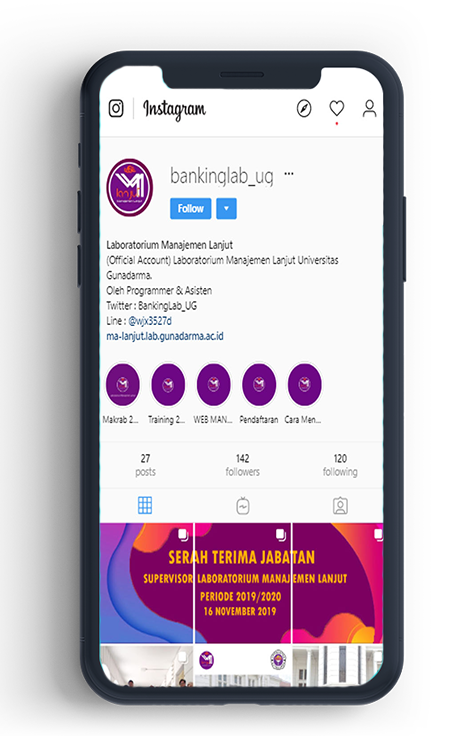 Instagram
bankinglab_ug ...
Follow
lanjut
Laboratorium Manajemen Lanjut
(Official Account) Laboratorium Manajemen Lanjut Universitas
Gunadarma.
Oleh Programmer & Asisten
Twitter : BankingLab_UG
Line : @wjx3527d
ma-lanjut.lab.gunadarma.ac.id
Makrab 2... Training 2... WEB MAN... Pendaftaran Cara Men...
27 142 120
posts followers following
SERAH TERIMA JABATAN
SUPERVISOR LABORATORIUM MANAJEMEN LANJUT
PERIODE 2019/2020
16 NOVEMBER 2019